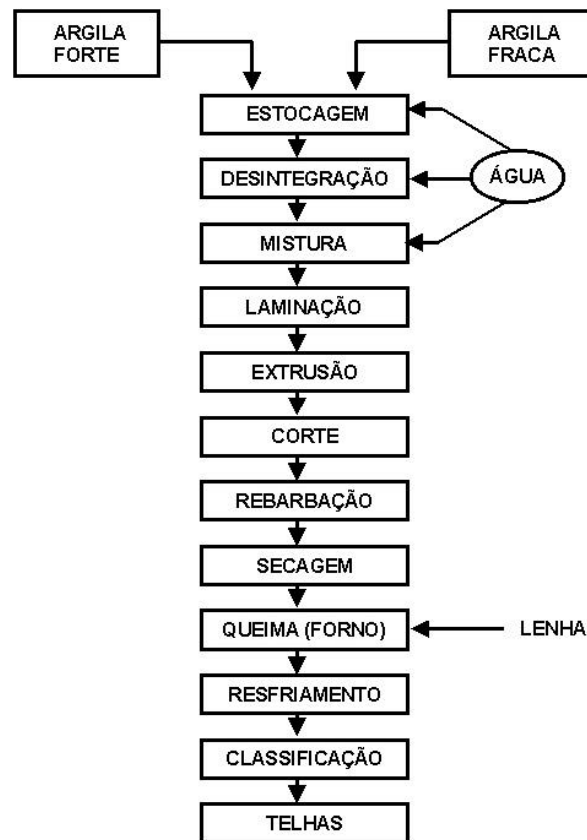 ARGILA
FORTE
ARGILA
FRACA
ESTOCAGEM
DESINTEGRAÇÃO
ÁGUA
MISTURA
LAMINAÇÃO
EXTRUSÃO
CORTE
REBARBAÇÃO
SECAGEM
QUEIMA (FORNO)
LENHA
RESFRIAMENTO
CLASSIFICAÇÃO
TELHAS